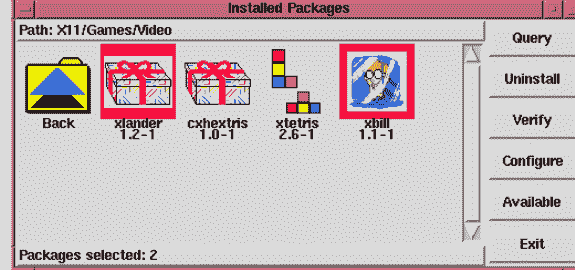 Installed Packages
Path: X11/Games/Video
Back
xlander
1.2-1
cxhextris
1.0-1
xtetris
2.6-1
xbill
1.1-1
Packages selected: 2
Query
Uninstall
Verify
Configure
Available
Exit